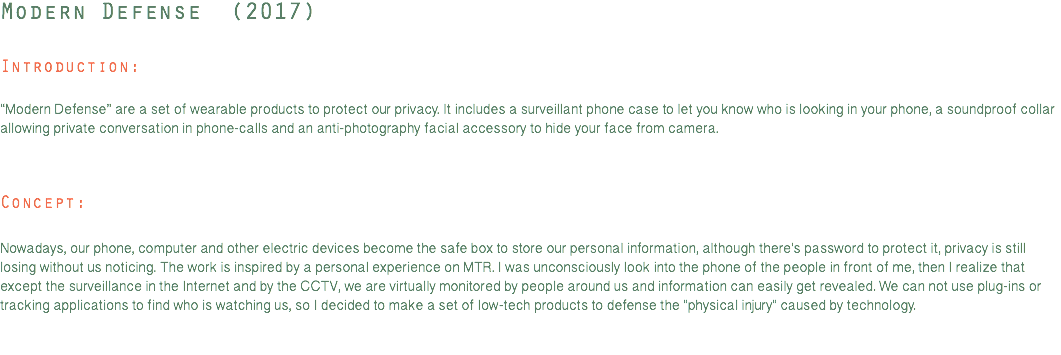 Modern Defense (2017)
Introduction:
"Modern Defense" are a set of wearable products to protect our privacy. It includes a surveillant phone case to let you know who is looking in your phone, a soundproof collar
allowing private conversation in phone-calls and an anti-photography facial accessory to hide your face from camera.
Concept:
Nowadays, our phone, computer and other electric devices become the safe box to store our personal information, although there's password to protect it, privacy is still
losing without us noticing. The work is inspired by a personal experience on MTR. I was unconsciously look into the phone of the people in front of me, then I realize that
except the surveillance in the Internet and by the CCTV, we are virtually monitored by people around us and information can easily get revealed. We can not use plug-ins or
tracking applications to find who is watching us, so I decided to make a set of low-tech products to defense the "physical injury" caused by technology.